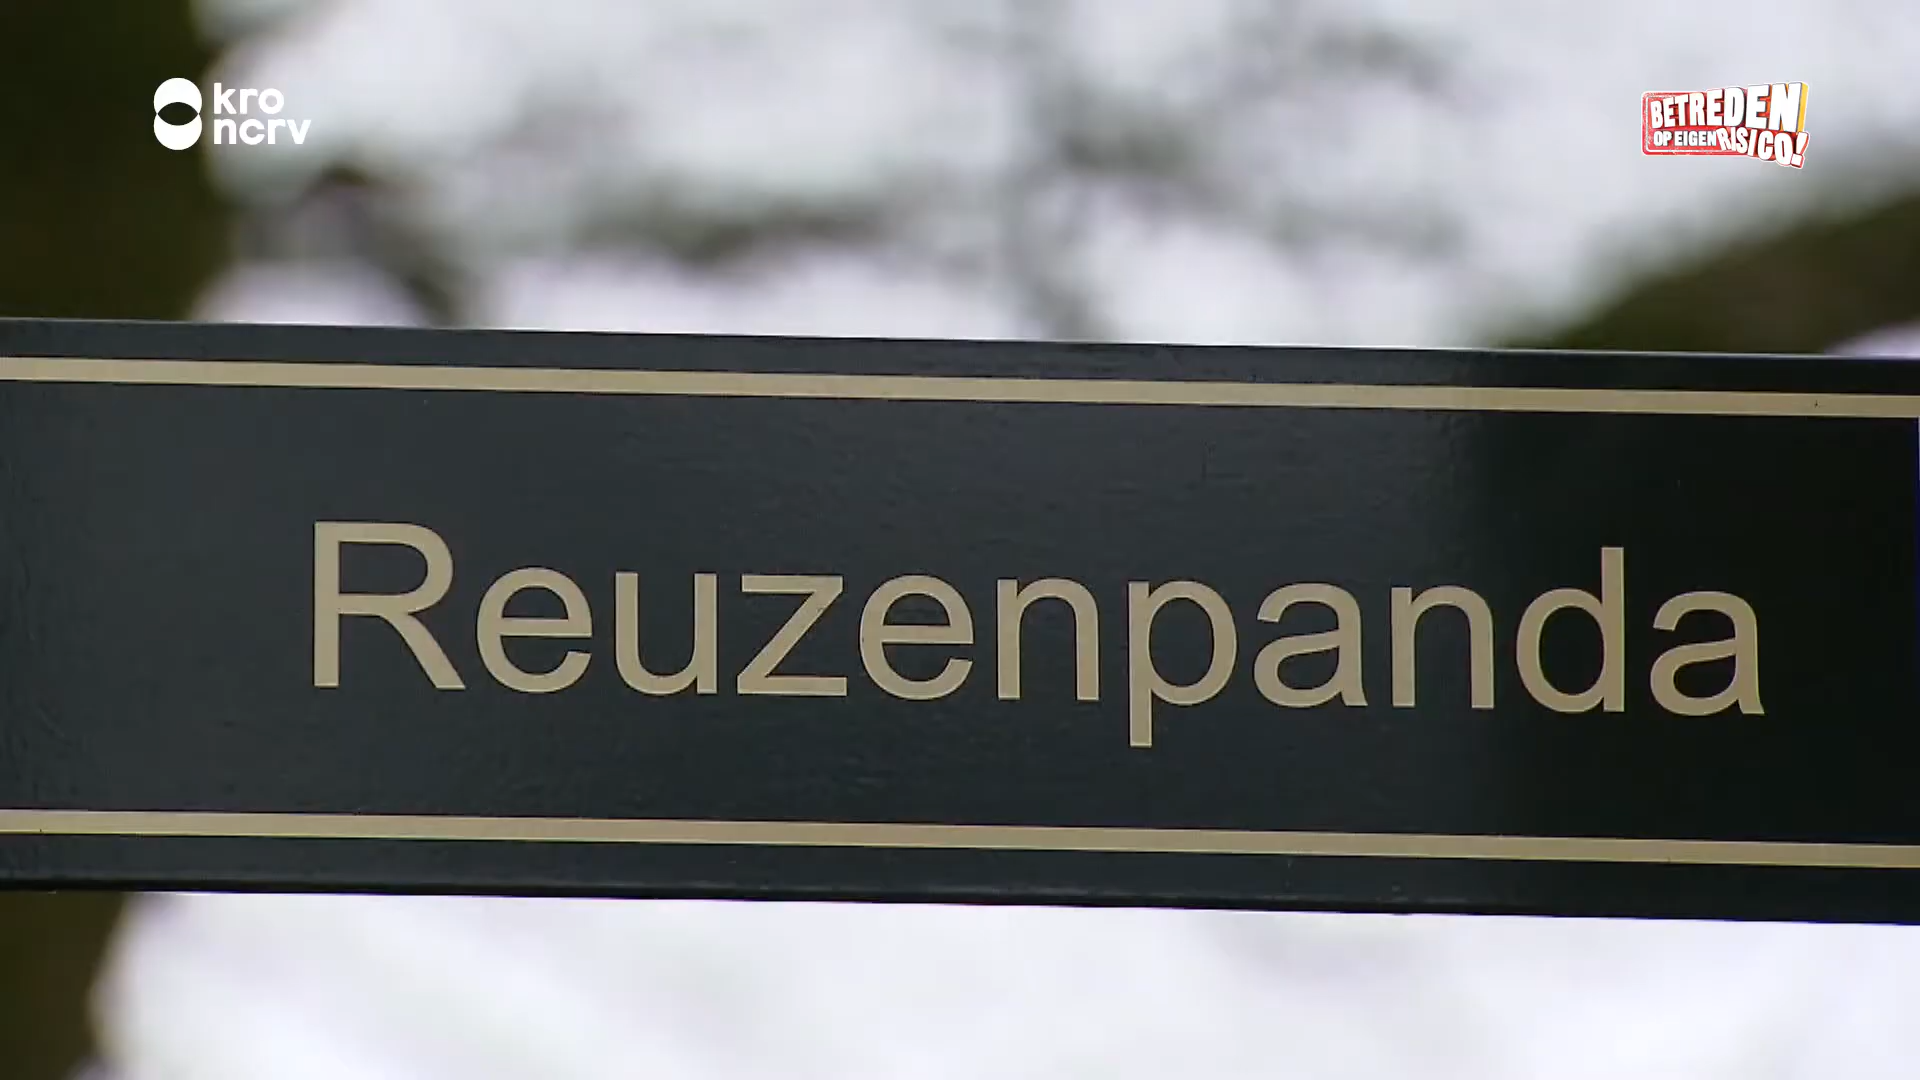 kro
ncrv
BETREDEN
OP EIGEN RISICO!
Reuzenpanda